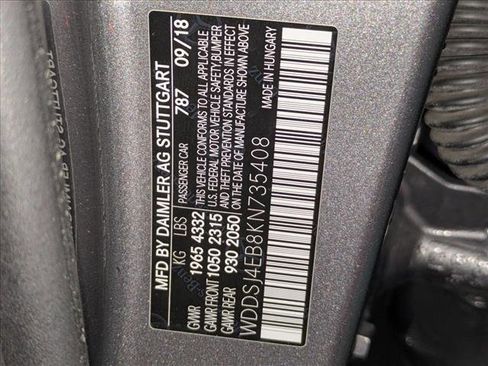 MFD BY DAIMLER AG STUTTGART
PASSENGER CAR 787 09/18
KG LBS
GVWR 1965 4332
GAWR FRONT 1050 2315
GAWR REAR 930 2050
THIS VEHICLE CONFORMS TO ALL APPLICABLE
U.S. FEDERAL MOTOR VEHICLE SAFETY, BUMPER
AND THEFT PREVENTION STANDARDS IN EFFECT
ON THE DATE OF MANUFACTURE SHOWN ABOVE
MADE IN HUNGARY
WDDSJ4EB8KN735408